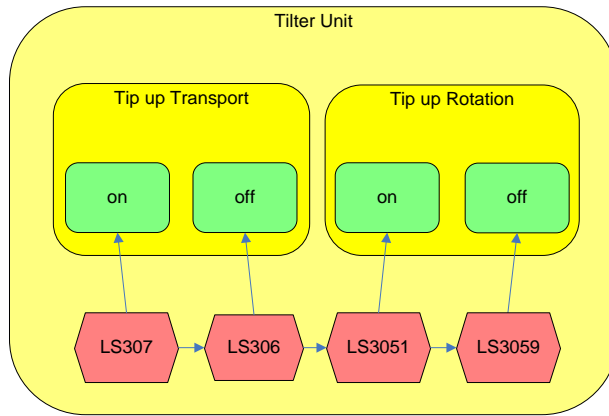 Tilter Unit
Tip up Transport
Tip up Rotation
on
off
on
off
LS307
LS306
LS3051
LS3059